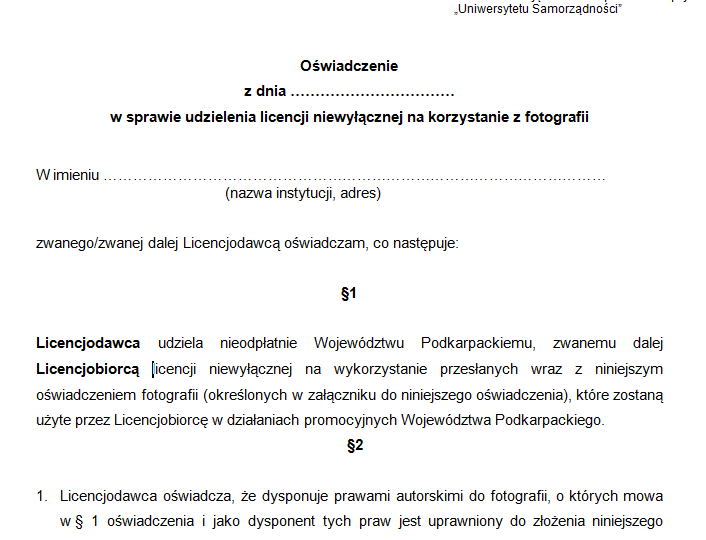 „Uniwersytetu Samorządności”
Oświadczenie
z dnia ……………………………
w sprawie udzielenia licencji niewyłącznej na korzystanie z fotografii
W imieniu …………………………………………………………………………………………
(nazwa instytucji, adres)
zwanego/zwanej dalej Licencjodawcą oświadczam, co następuje:
§1
Licencjodawca udziela nieodpłatnie Województwu Podkarpackiemu, zwanemu dalej
Licencjobiorcą licencji niewyłącznej na wykorzystanie przesłanych wraz z niniejszym
oświadczeniem fotografii (określonych w załączniku do niniejszego oświadczenia), które zostaną
użyte przez Licencjobiorcę w działaniach promocyjnych Województwa Podkarpackiego.
§2
1. Licencjodawca oświadcza, że dysponuje prawami autorskimi do fotografii, o których mowa
w § 1 oświadczenia i jako dysponent tych praw jest uprawniony do złożenia niniejszego